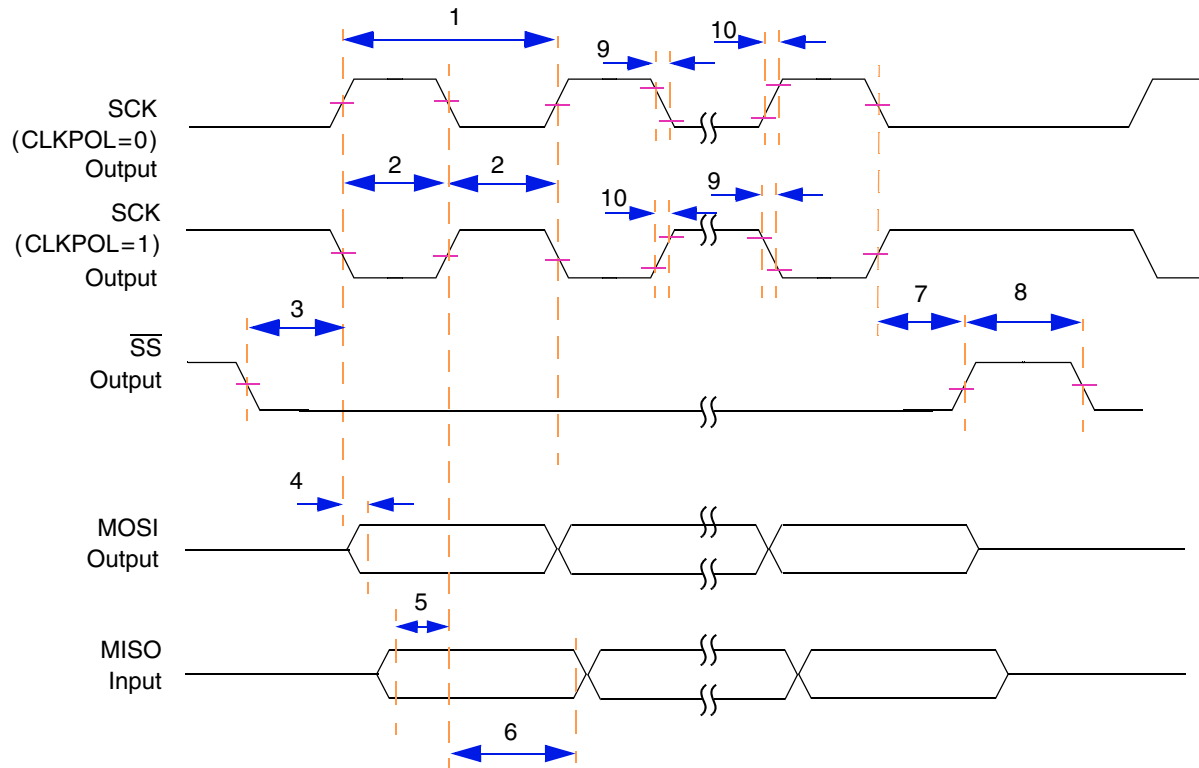 1
9
10
SCK
(CLKPOL=0)
Output
2
2
SCK
(CLKPOL=1)
Output
10
9
3
7
8
SS
Output
4
MOSI
Output
5
MISO
Input
6